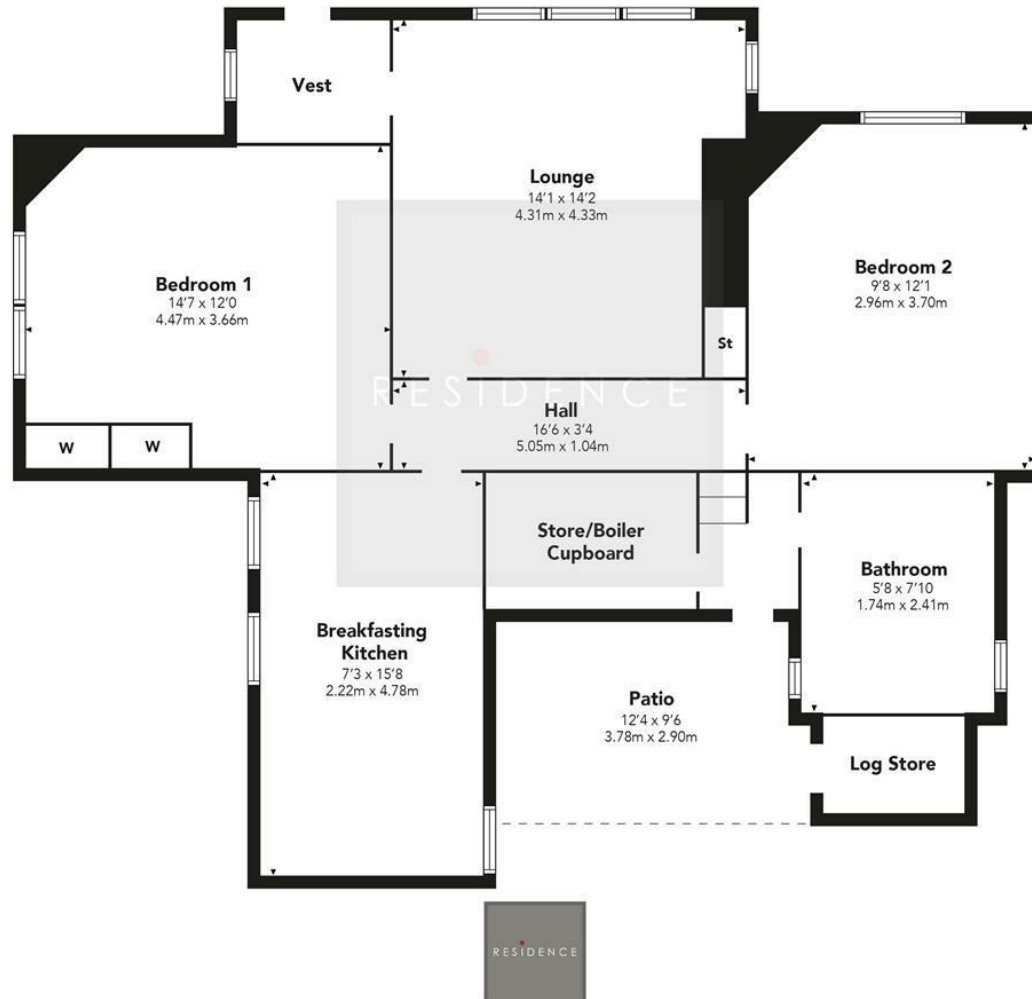 Vest
Lounge
14'1 x 14'2
4.31m x 4.33m
Bedroom 1
14'7 x 12'0
4.47m x 3.66m
Bedroom 2
9'8 x 12'1
2.96m x 3.70m
St
RESIDENCE
Hall
16'6 x 3'4
5.05m x 1.04m
W
W
Store/Boiler
Cupboard
Bathroom
5'8 x 7'10
1.74m x 2.41m
Breakfasting
Kitchen
7'3 x 15'8
2.22m x 4.78m
Patio
12'4 x 9'6
3.78m x 2.90m
Log Store
RESIDENCE